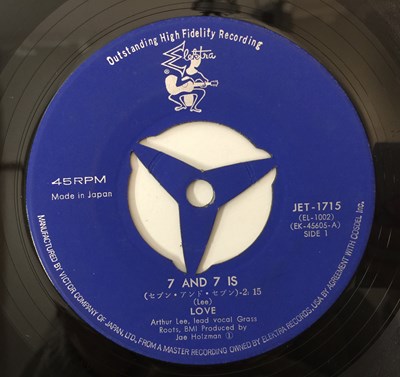 Outstanding High Fidelity Recording
Elektra
45RPM
Made in Japan
JET-1715
(EL-1002)
(EK-45605-A)
SIDE 1
7 AND 7 IS
(セブン・アンド・セブン)-2:15
(Lee)
LOVE
Arthur Lee, lead vocal Grass
Roots, BMI Produced by
Jac Holzman ①
MANUFACTURED BY VICTOR COMPANY OF JAPAN, LTD., FROM A MASTER RECORDING OWNED BY ELEKTRA RECORDS, USA BY AGREEMENT WITH COSDEL Inc.